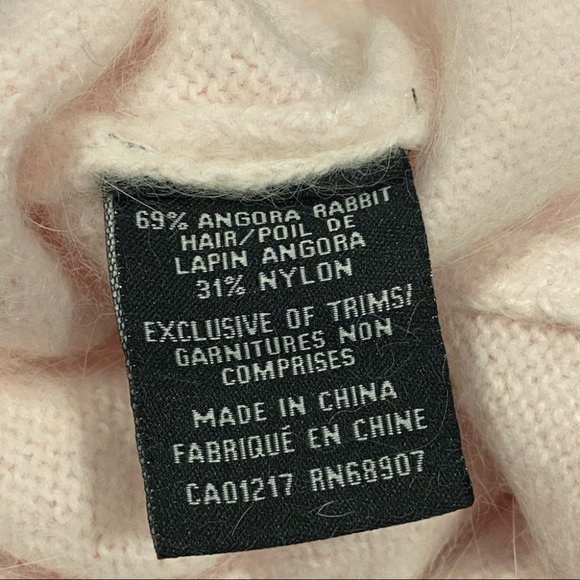 69% ANGORA RABBIT
HAIR/POIL DE
LAPIN ANGORA
31% NYLON
EXCLUSIVE OF TRIMS/
GARNITURES NON
COMPRISES
MADE IN CHINA
FABRIQUÉ EN CHINE
CA01217 RN68907